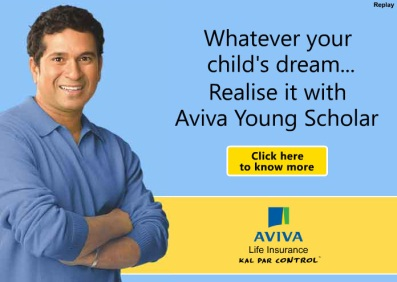 Replay
Whatever your
child's dream...
Realise it with
Aviva Young Scholar
Click here
to know more
AVIVA
Life Insurance
KAL PAR CONTROL